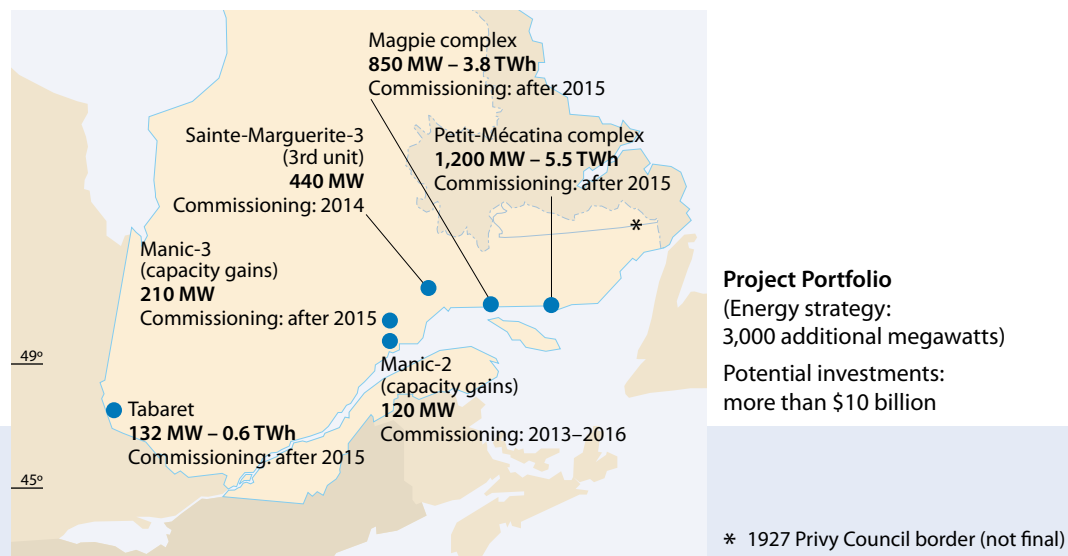 Magpie complex
850 MW – 3.8 TWh
Commissioning: after 2015
Sainte-Marguerite-3
(3rd unit)
440 MW
Commissioning: 2014
Petit-Mécatina complex
1,200 MW – 5.5 TWh
Commissioning: after 2015
*
Manic-3
(capacity gains)
210 MW
Commissioning: after 2015
49º
Manic-2
(capacity gains)
120 MW
Commissioning: 2013–2016
Tabaret
132 MW – 0.6 TWh
Commissioning: after 2015
45º
Project Portfolio
(Energy strategy:
3,000 additional megawatts)
Potential investments:
more than $10 billion
* 1927 Privy Council border (not final)